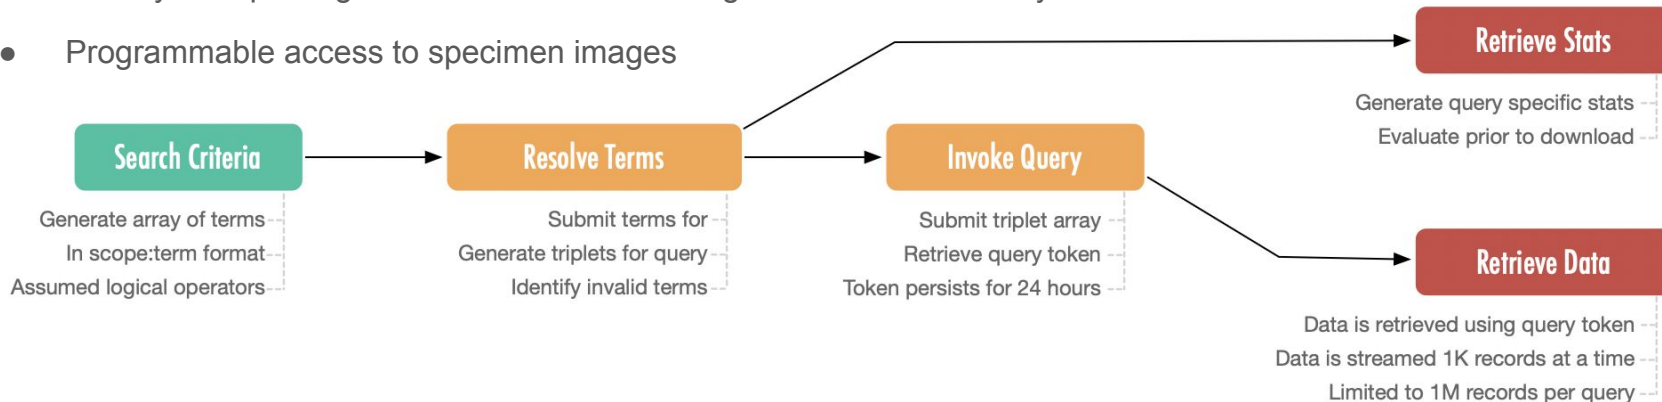 ● Programmable access to specimen images
Retrieve Stats
Generate query specific stats
Evaluate prior to download
Search Criteria
Generate array of terms
In scope:term format
Assumed logical operators
Resolve Terms
Submit terms for
Generate triplets for query
Identify invalid terms
Invoke Query
Submit triplet array
Retrieve query token
Token persists for 24 hours
Retrieve Data
Data is retrieved using query token
Data is streamed 1K records at a time
Limited to 1M records per query